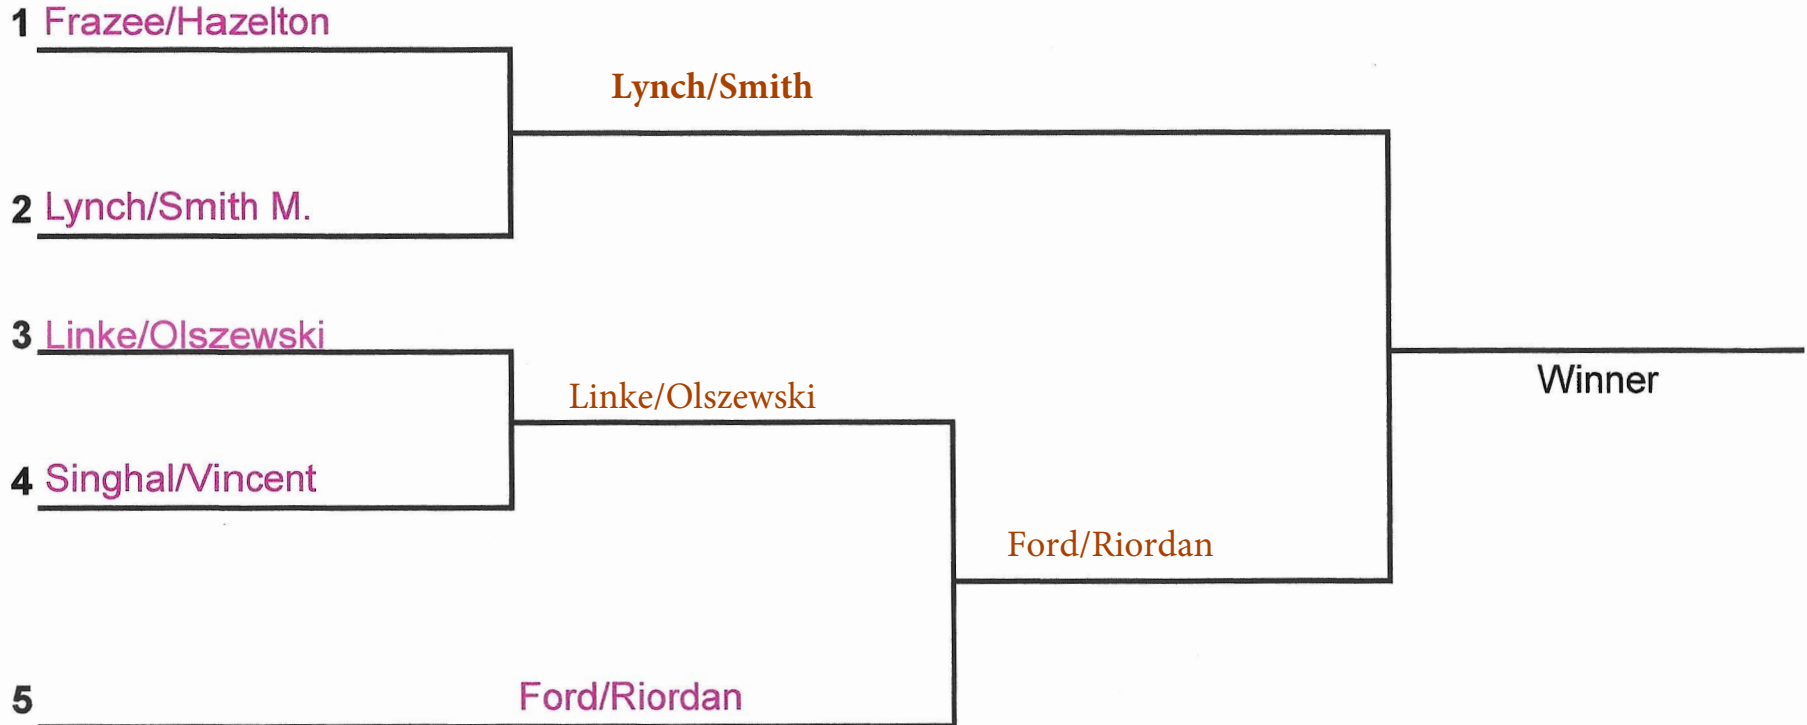 1 Frazee/Hazelton
Lynch/Smith
2 Lynch/Smith M.
3 Linke/Olszewski
Linke/Olszewski
Winner
4 Singhal/Vincent
Ford/Riordan
5 Ford/Riordan